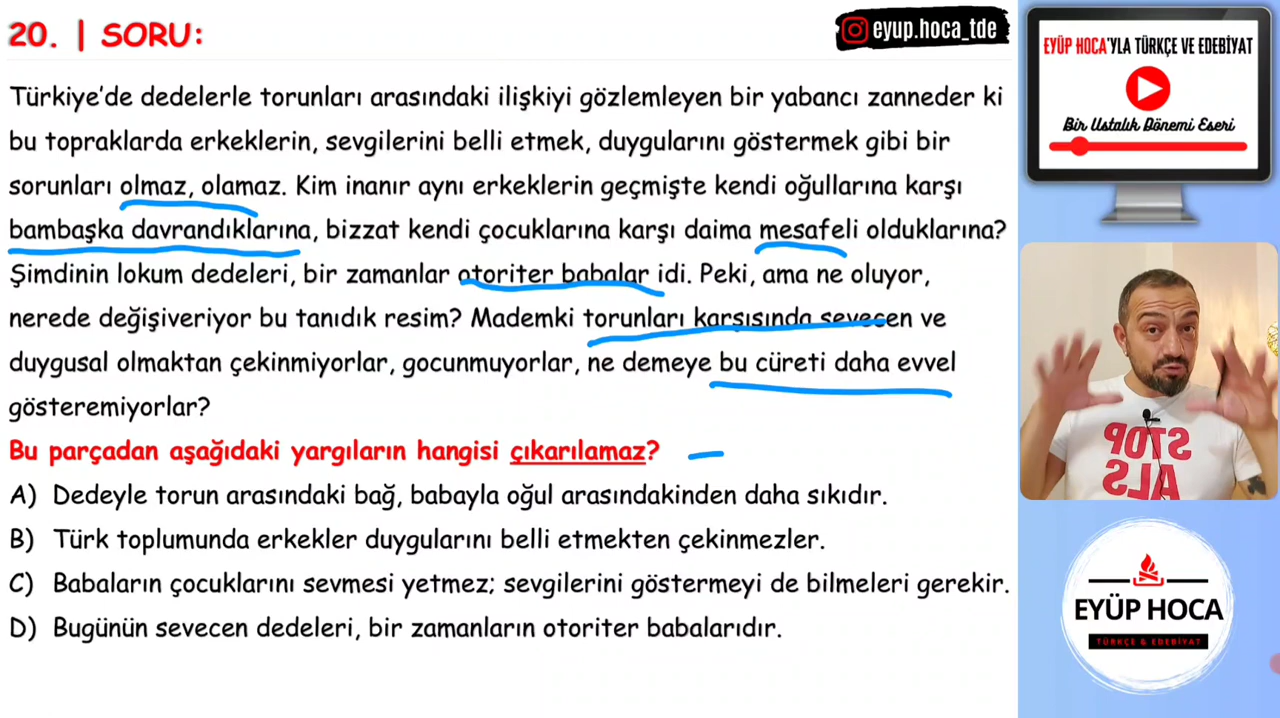 20. | SORU:
eyup.hoca_tde
Türkiye'de dedelerle torunları arasındaki ilişkiyi gözlemleyen bir yabancı zanneder ki
bu topraklarda erkeklerin, sevgilerini belli etmek, duygularını göstermek gibi bir
sorunları olmaz, olamaz. Kim inanır aynı erkeklerin geçmişte kendi oğullarına karşı
bambaşka davrandıklarına, bizzat kendi çocuklarına karşı daima mesafeli olduklarına?
Şimdinin lokum dedeleri, bir zamanlar otoriter babalar idi. Peki, ama ne oluyor,
nerede değişiveriyor bu tanıdık resim? Mademki torunları karşısında sevecen ve
duygusal olmaktan çekinmiyorlar, gocunmuyorlar, ne demeye bu cüreti daha evvel
gösteremiyorlar?
Bu parçadan aşağıdaki yargıların hangisi çıkarılamaz?
A) Dedeyle torun arasındaki bağ, babayla oğul arasındakinden daha sıkıdır.
B) Türk toplumunda erkekler duygularını belli etmekten çekinmezler.
C) Babaların çocuklarını sevmesi yetmez; sevgilerini göstermeyi de bilmeleri gerekir.
D) Bugünün sevecen dedeleri, bir zamanların otoriter babalarıdır.
EYÜP HOCA'YLA TÜRKÇE VE EDEBİYAT
Bir Ustalık Dönemi Eseri
STOP
ALS
EYÜP HOCA
TÜRKÇE & EDEBİYAT